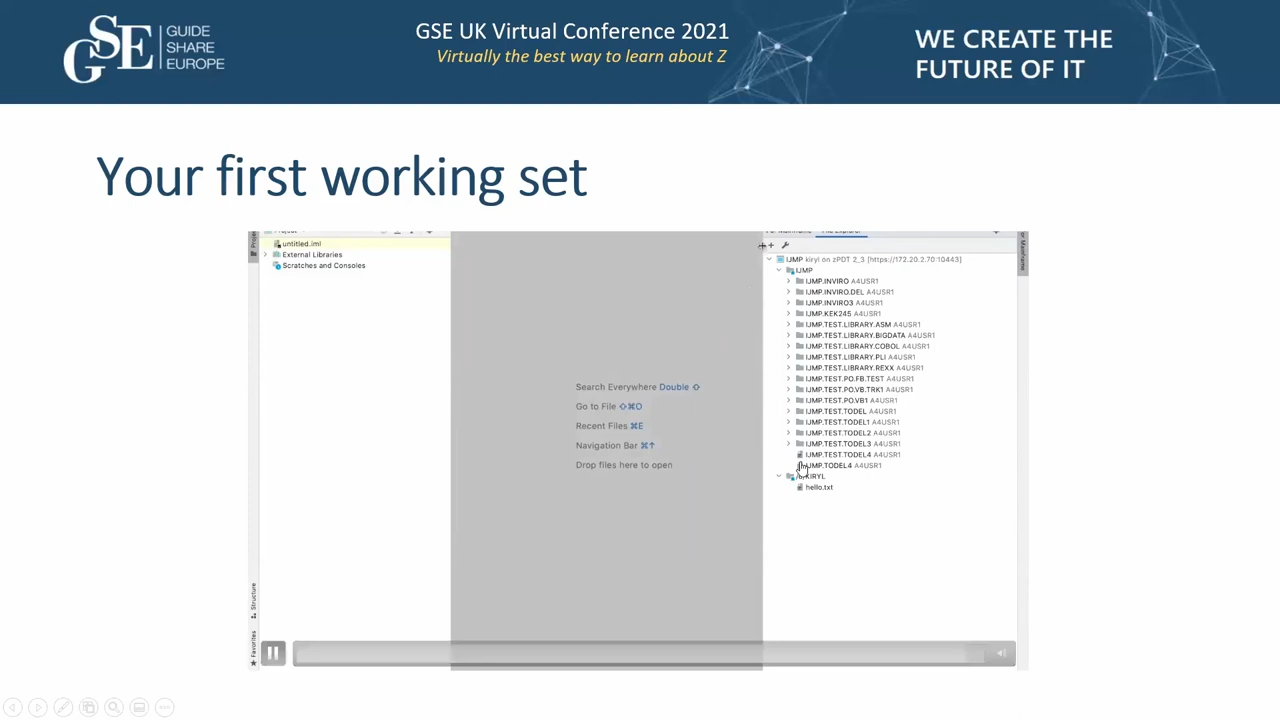 GSE
GUIDE
SHARE
EUROPE
GSE UK Virtual Conference 2021
Virtually the best way to learn about Z
WE CREATE THE
FUTURE OF IT
Your first working set
untitled.iml
External Libraries
Scratches and Consoles
Structure
Favorites
Search Everywhere Double ⇧
Go to File ⇧⌘O
Recent Files ⌘E
Navigation Bar ⌘↑
Drop files here to open
IJMP kiryl on zPDT 2_3 [https://172.20.2.70:10443]
IJMP
IJMP.INVIRO A4USR1
IJMP.INVIRO.DEL A4USR1
IJMP.INVIRO3 A4USR1
IJMP.KEK245 A4USR1
IJMP.TEST.LIBRARY.ASM A4USR1
IJMP.TEST.LIBRARY.BIGDATA A4USR1
IJMP.TEST.LIBRARY.COBOL A4USR1
IJMP.TEST.LIBRARY.PLI A4USR1
IJMP.TEST.LIBRARY.REXX A4USR1
IJMP.TEST.PO.FB.TEST A4USR1
IJMP.TEST.PO.VB.TRK1 A4USR1
IJMP.TEST.PO.VB1 A4USR1
IJMP.TEST.TODEL A4USR1
IJMP.TEST.TODEL1 A4USR1
IJMP.TEST.TODEL2 A4USR1
IJMP.TEST.TODEL3 A4USR1
IJMP.TEST.TODEL4 A4USR1
IJMP.TODEL4 A4USR1
KIRYL
hello.txt